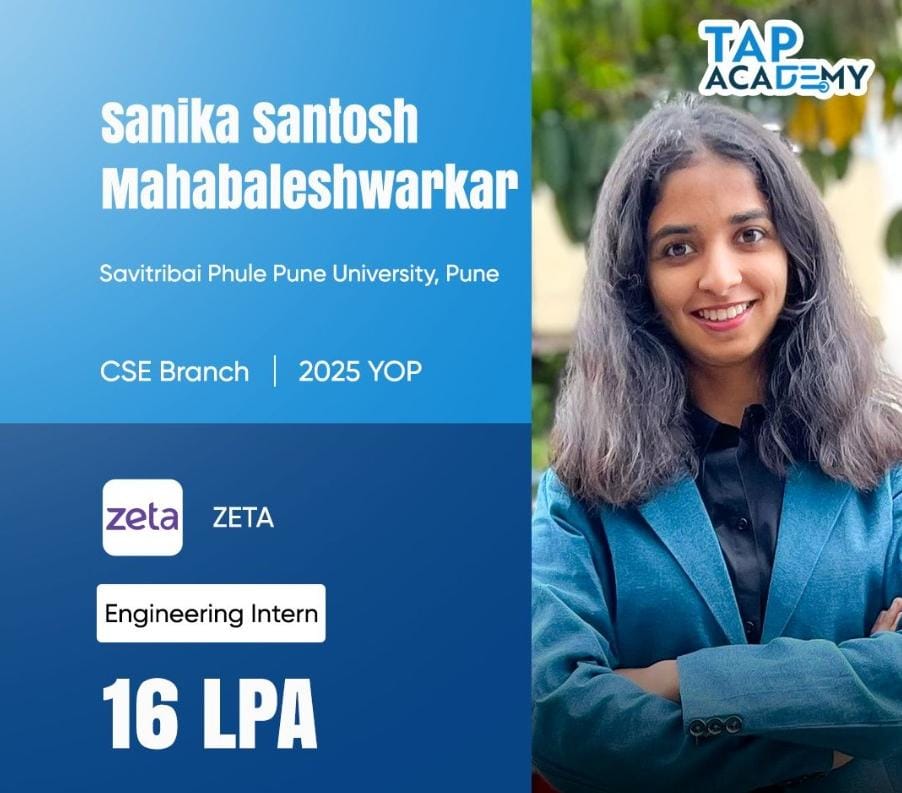 TAP
ACADEMY
Sanika Santosh
Mahabaleshwarkar
Savitribai Phule Pune University, Pune
CSE Branch | 2025 YOP
zeta ZETA
Engineering Intern
16 LPA